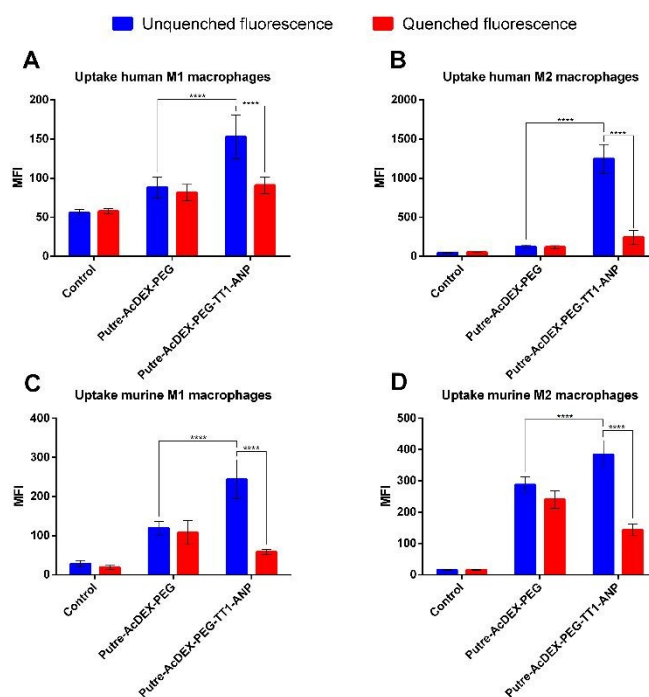 Unquenched fluorescence Quenched fluorescence
A
Uptake human M1 macrophages
MFI
200
150
100
50
0
****
****
Control
Putre-AcDEX-PEG
Putre-AcDEX-PEG-TT1-ANP
B
Uptake human M2 macrophages
MFI
2000
1500
1000
500
0
****
****
Control
Putre-AcDEX-PEG
Putre-AcDEX-PEG-TT1-ANP
C
Uptake murine M1 macrophages
MFI
400
300
200
100
0
****
****
Control
Putre-AcDEX-PEG
Putre-AcDEX-PEG-TT1-ANP
D
Uptake murine M2 macrophages
MFI
500
400
300
200
100
0
****
****
Control
Putre-AcDEX-PEG
Putre-AcDEX-PEG-TT1-ANP